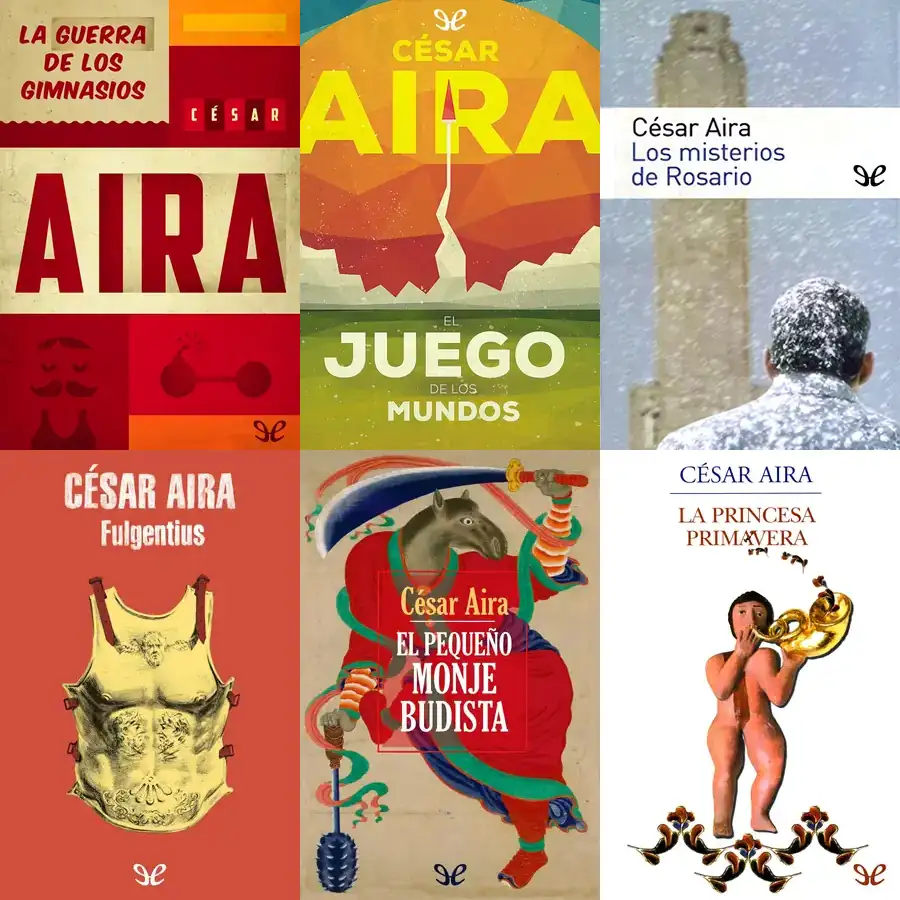 LA GUERRA
DE LOS
GIMNASIOS
CÉSAR
AIRA
CÉSAR
AIRA
EL
JUEGO
DE LOS
MUNDOS
César Aira
Los misterios
de Rosario
CÉSAR AIRA
Fulgentius
César Aira
EL PEQUEÑO
MONJE
BUDISTA
CÉSAR AIRA
LA PRINCESA
PRIMAVERA